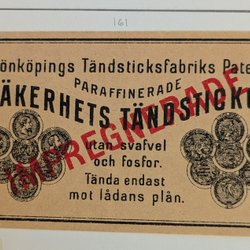 161
önköpings Tändsticksfabriks Pate
PARAFFINERADE
ÄKERHETS TÄNDSTICK
IMPREGNERADE
utan svafvel
och fosfor.
Tända endast
mot lådans plån.